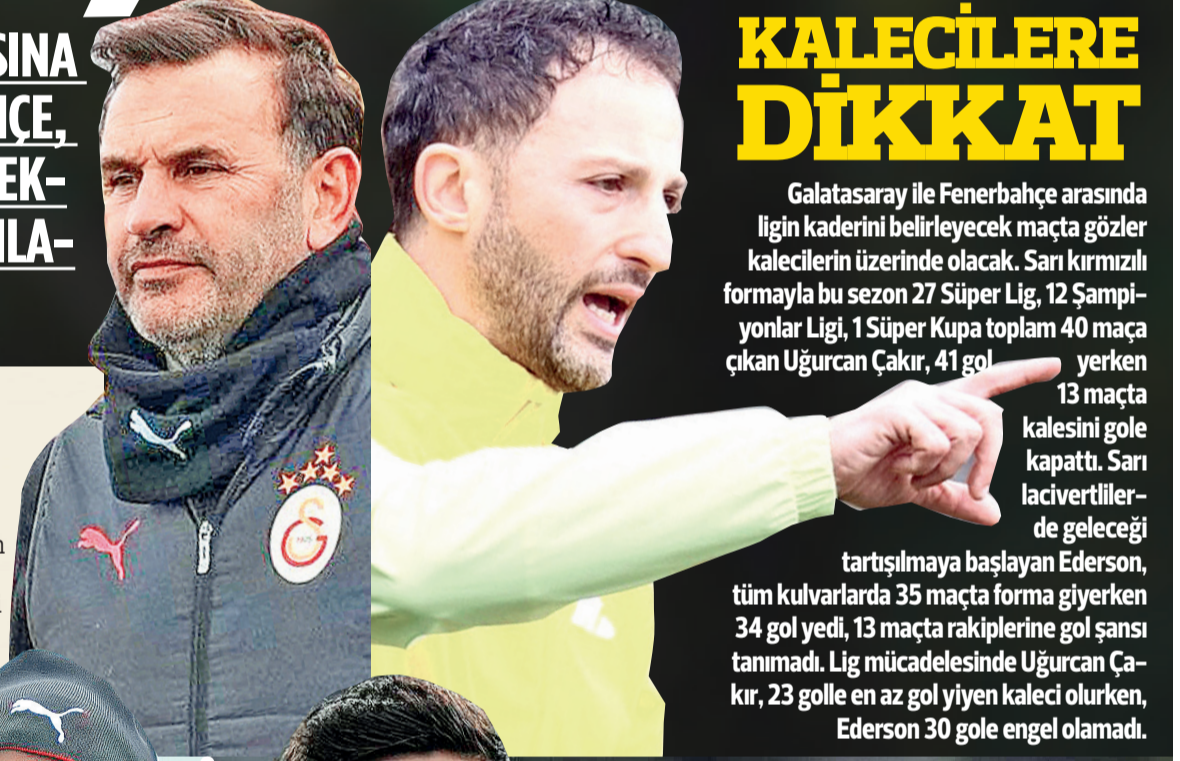 SINA
ÇE,
EK-
ILA-
KALECİLERE
DİKKAT
Galatasaray ile Fenerbahçe arasında
ligin kaderini belirleyecek maçta gözler
kalecilerin üzerinde olacak. Sarı kırmızılı
formayla bu sezon 27 Süper Lig, 12 Şampi-
yonlar Ligi, 1 Süper Kupa toplam 40 maça
çıkan Uğurcan Çakır, 41 gol yerken
13 maçta
kalesini gole
kapattı. Sarı
lacivertliler-
de geleceği
tartışılmaya başlayan Ederson,
tüm kulvarlarda 35 maçta forma giyerken
34 gol yedi, 13 maçta rakiplerine gol şansı
tanımadı. Lig mücadelesinde Uğurcan Ça-
kır, 23 golle en az gol yiyen kaleci olurken,
Ederson 30 gole engel olamadı.